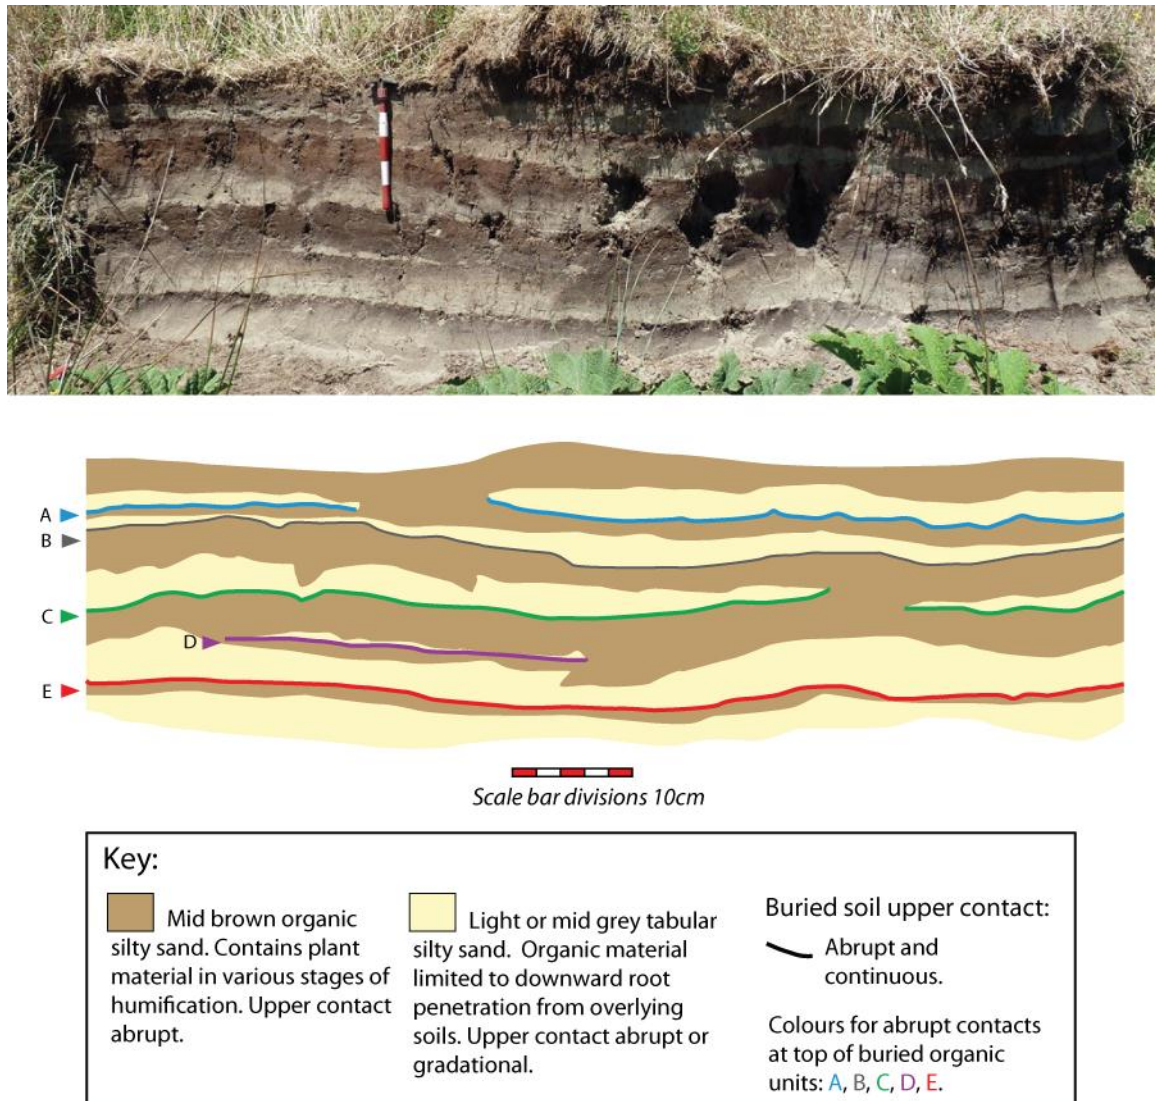 A
B
C
D
E
Scale bar divisions 10cm
Key:
Mid brown organic
silty sand. Contains plant
material in various stages of
humification. Upper contact
abrupt.
Light or mid grey tabular
silty sand.  Organic material
limited to downward root
penetration from overlying
soils. Upper contact abrupt or
gradational.
Buried soil upper contact:
Abrupt and
continuous.
Colours for abrupt contacts
at top of buried organic
units: A, B, C, D, E.